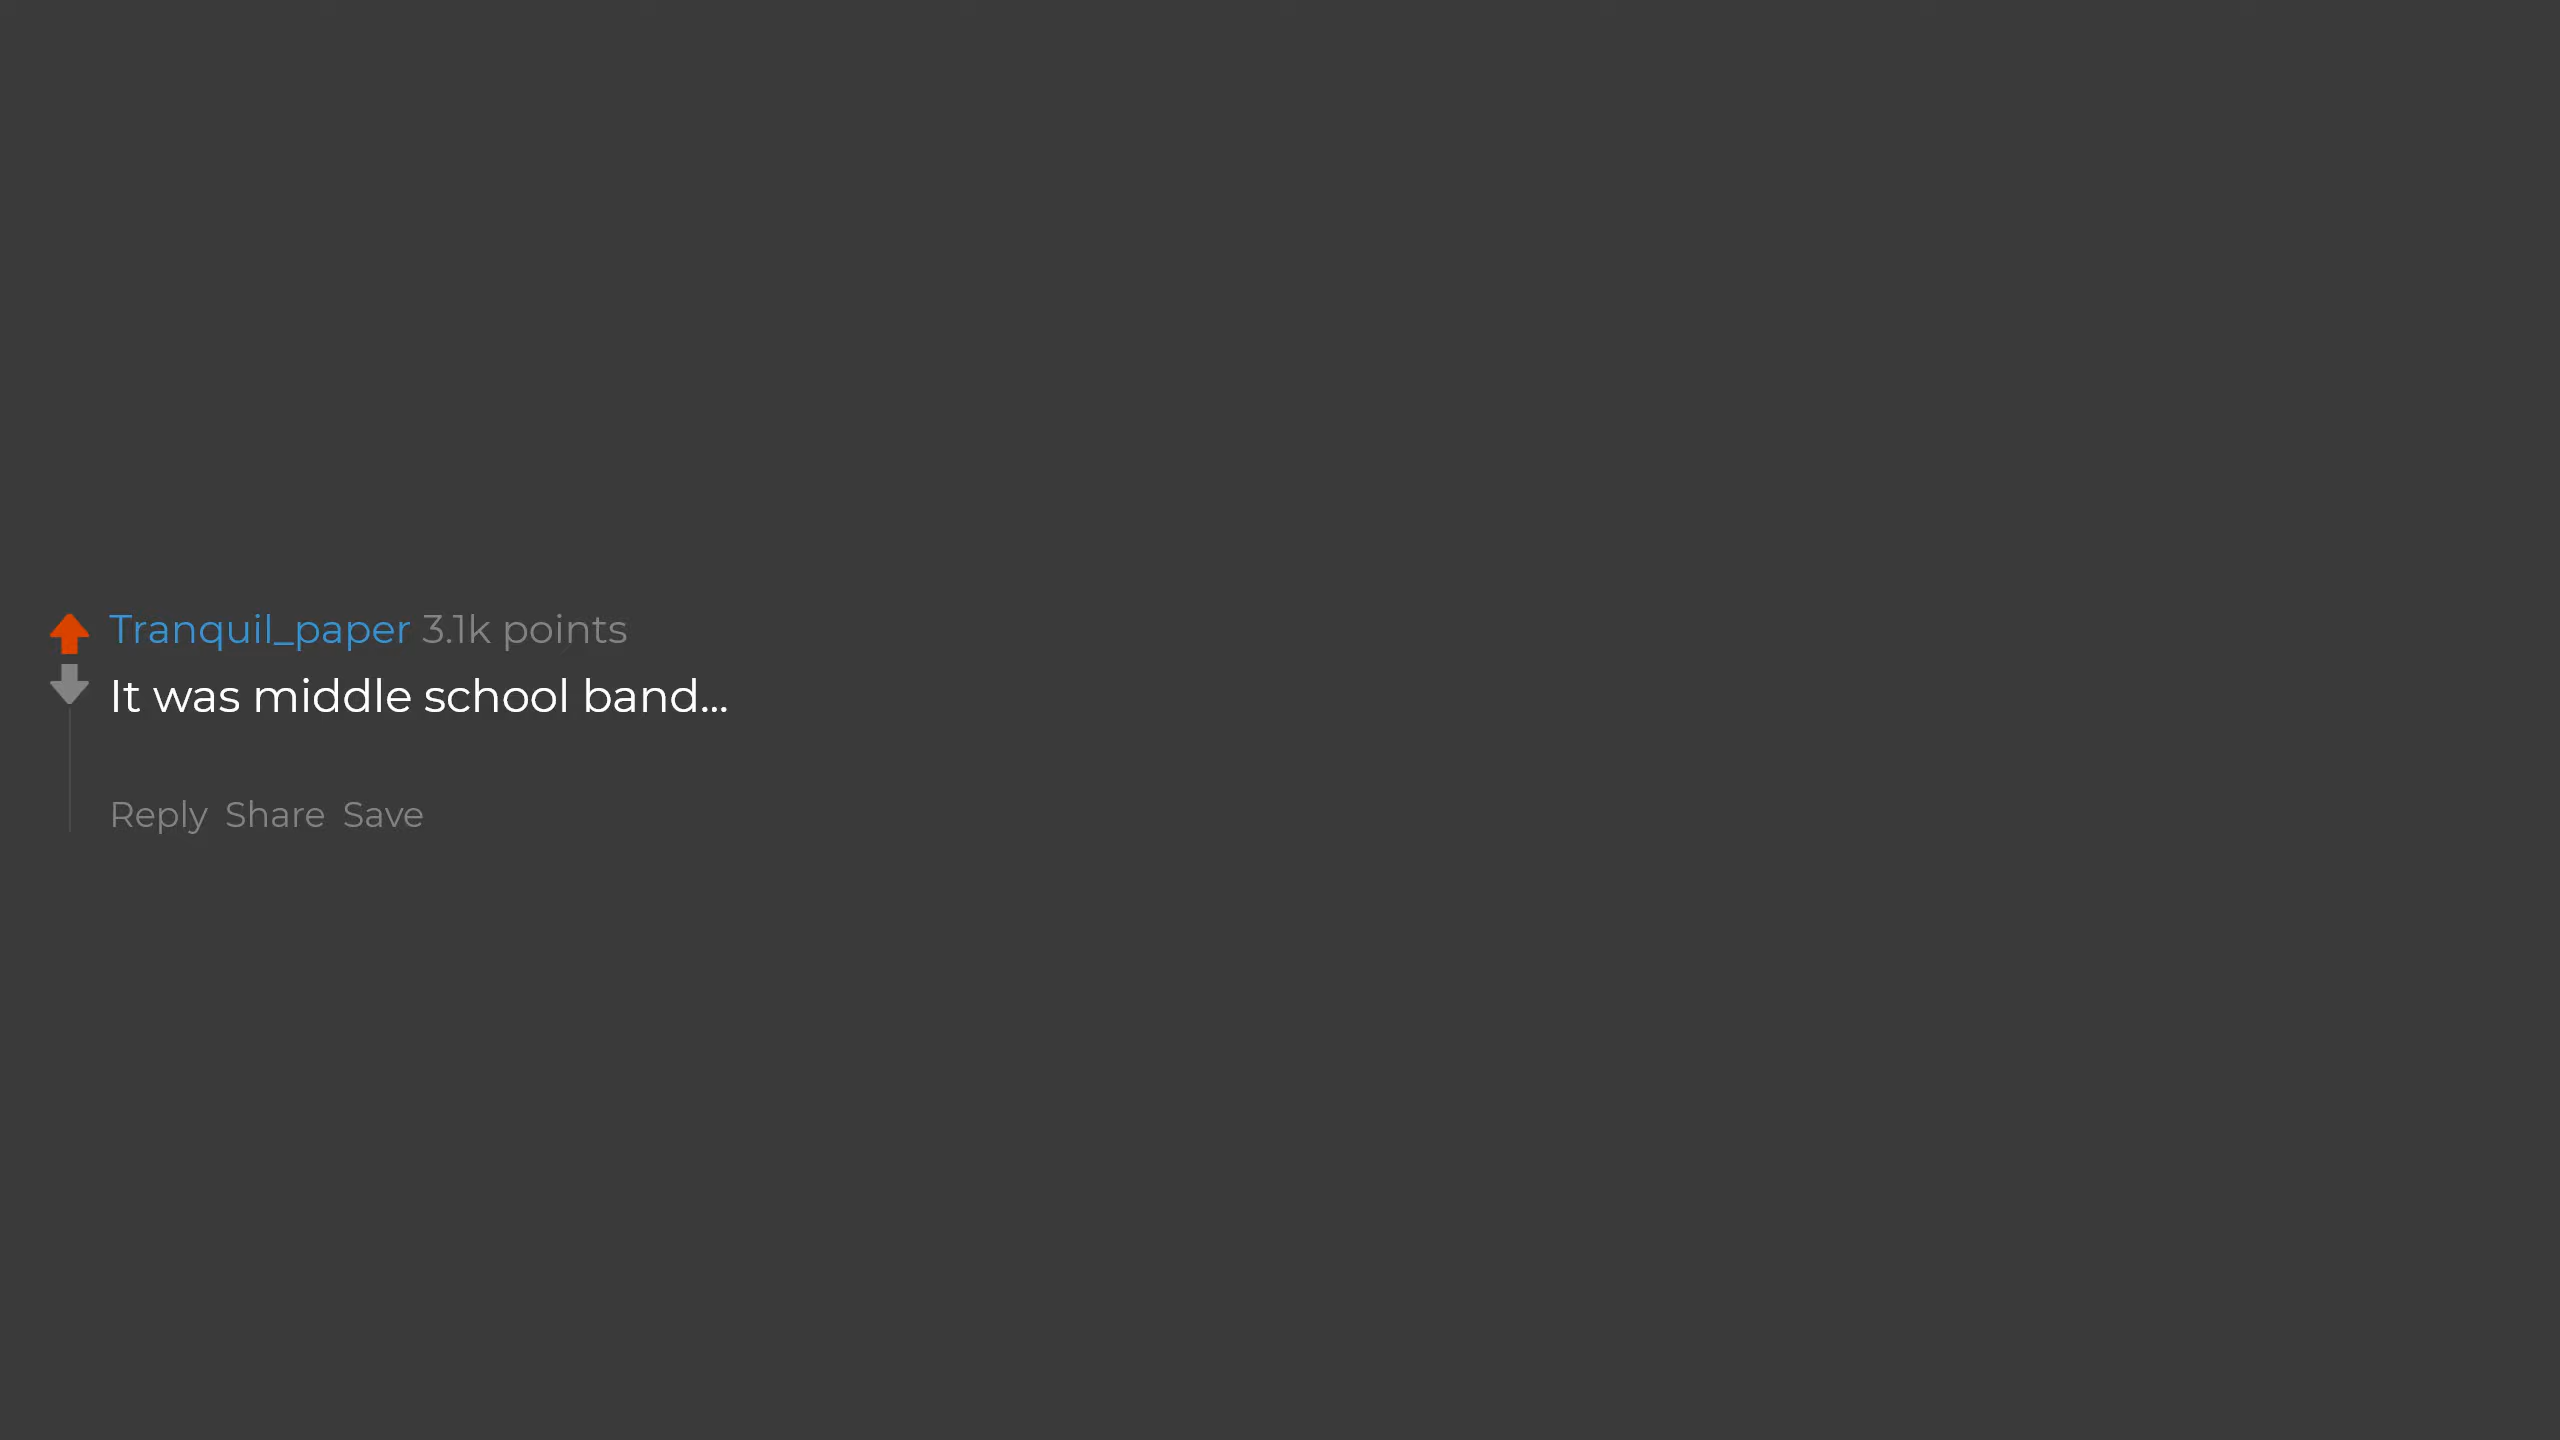 Tranquil_paper 3.1k points
It was middle school band...
Reply Share Save